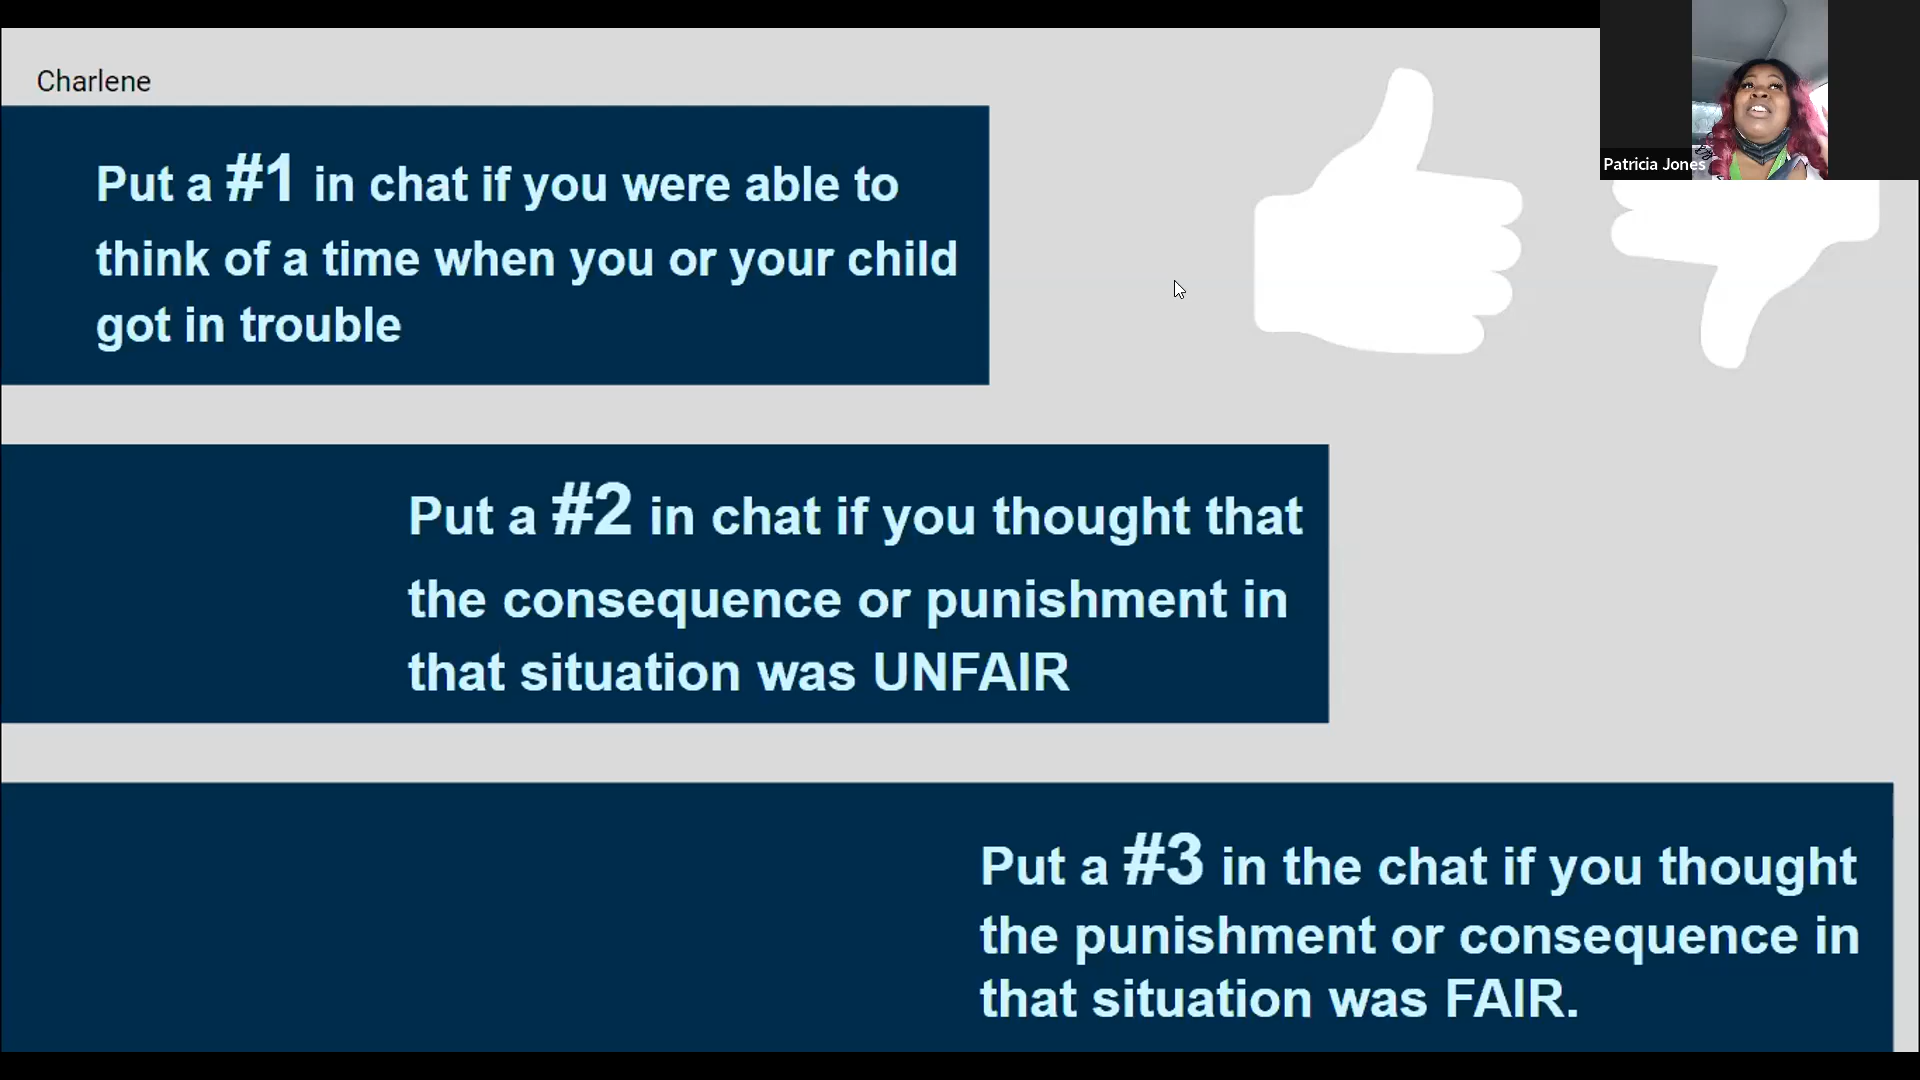 Charlene
Patricia Jones
Put a #1 in chat if you were able to
think of a time when you or your child
got in trouble
Put a #2 in chat if you thought that
the consequence or punishment in
that situation was UNFAIR
Put a #3 in the chat if you thought
the punishment or consequence in
that situation was FAIR.